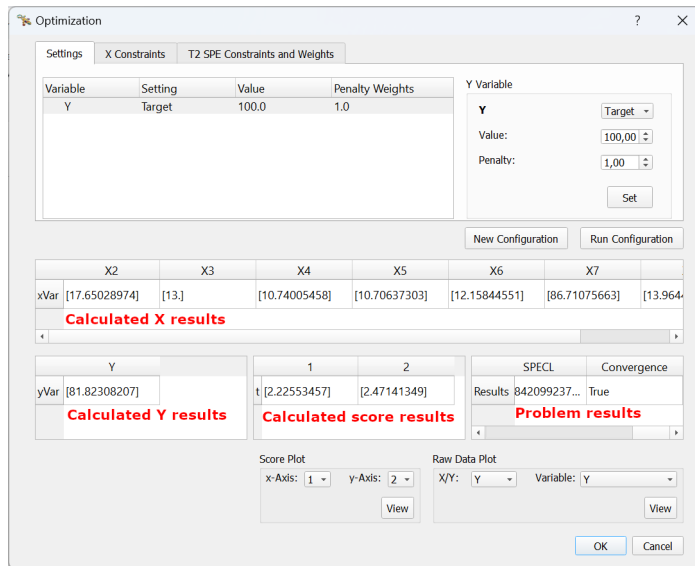 Optimization ? X
Settings X Constraints T2 SPE Constraints and Weights
Variable Setting Value Penalty Weights
Y Target 100.0 1.0
Y Variable
Y Target
Value: 100,00
Penalty: 1,00
Set
New Configuration Run Configuration
X2 X3 X4 X5 X6 X7
xVar [17.65028974] [13.] [10.74005458] [10.70637303] [12.15844551] [86.71075663] [13.964
Calculated X results
Y
yVar [81.82308207]
Calculated Y results
1 2
t [2.22553457] [2.47141349]
Calculated score results
SPECL Convergence
Results 842099237... True
Problem results
Score Plot
x-Axis: 1 y-Axis: 2
View
Raw Data Plot
X/Y: Y Variable: Y
View
OK Cancel